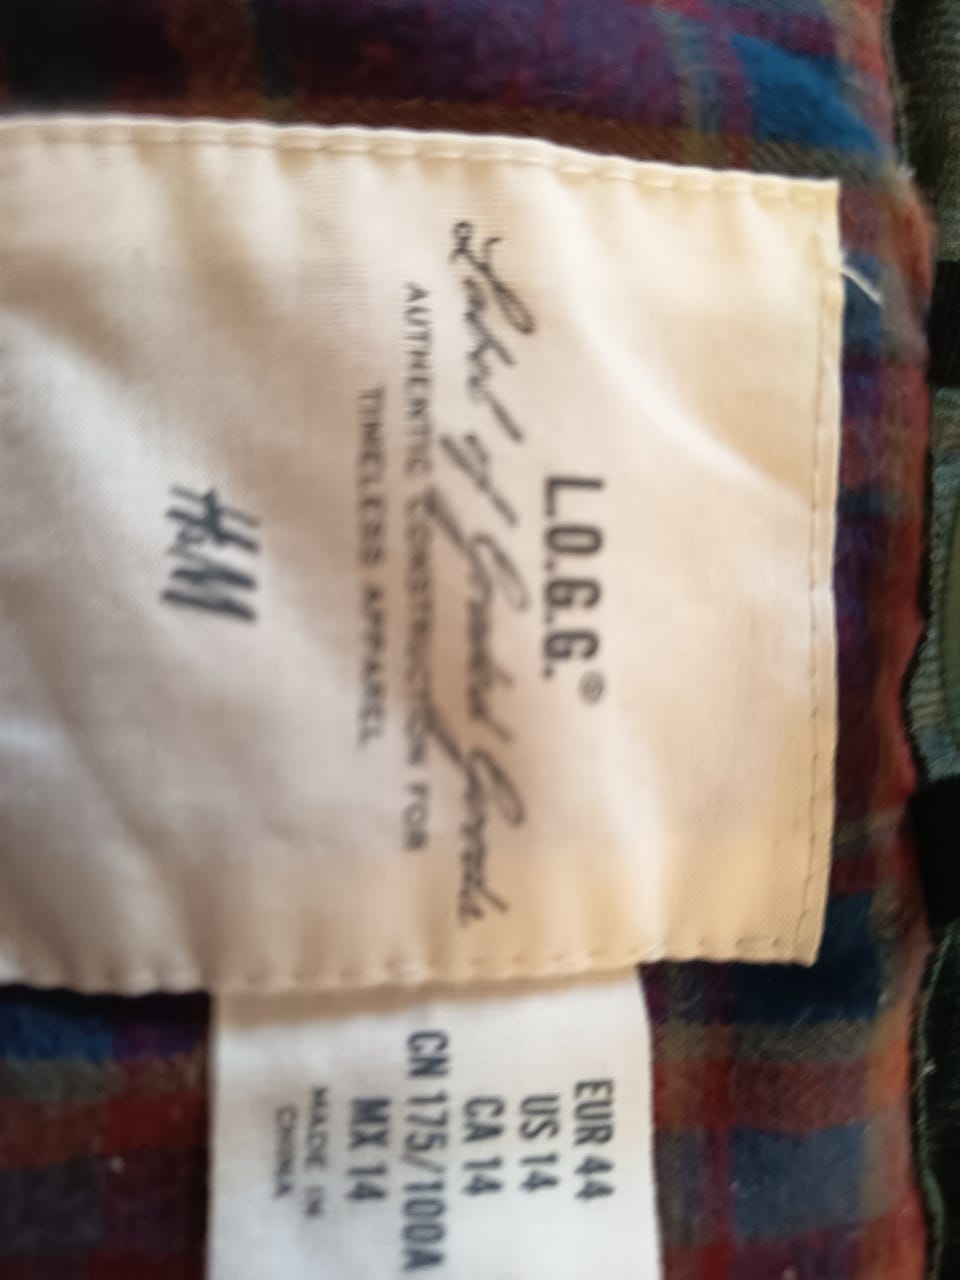 L.O.G.G.®
Label of Graded Goods
AUTHENTIC CONSTRUCTION FOR
TIMELESS APPAREL
H&M
EUR 44
US 14
CA 14
CN 175/100A
MX 14
MADE IN
CHINA